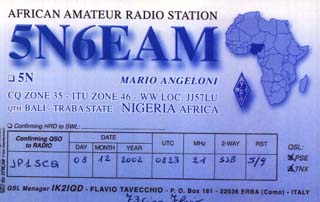 AFRICAN AMATEUR RADIO STATION
5N6EAM
5N MARIO ANGELONI
CQ ZONE 35 - ITU ZONE 46 - WW LOC JJ57LU
QTH: BALI - TRABA STATE NIGERIA AFRICA
Confirming HRD to SWL:
Confirming QSO to RADIO DATE UTC MHz 2-WAY RST QSL:
DAY MONTH YEAR
JP1SCQ 08 12 2002 0823 21 SSB 5/9 PSE
TNX
QSL Manager IK2IQD - FLAVIO TAVECCHIO - P. O. Box 161 - 22036 ERBA (Como) - ITALY